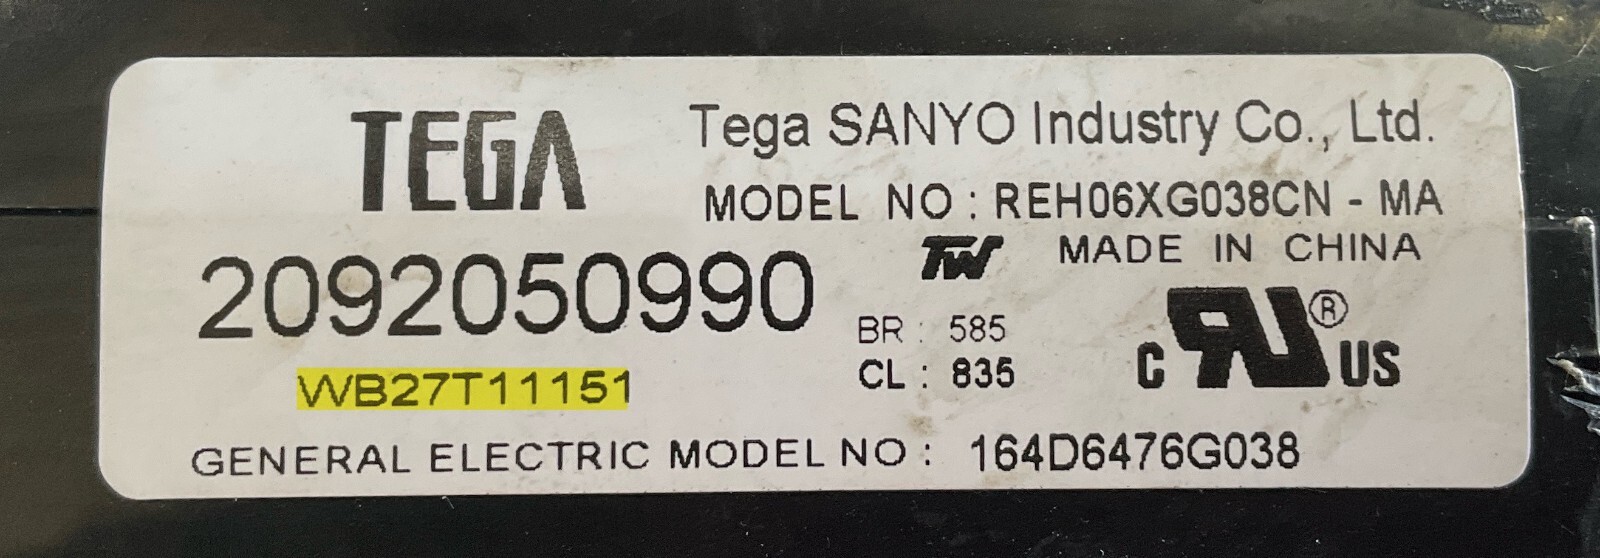 TEGA
Tega SANYO Industry Co., Ltd.
MODEL NO : REH06XG038CN - MA
2092050990
TW
MADE IN CHINA
BR : 585
CL : 835
C RU® US
WB27T11151
GENERAL ELECTRIC MODEL NO : 164D6476G038